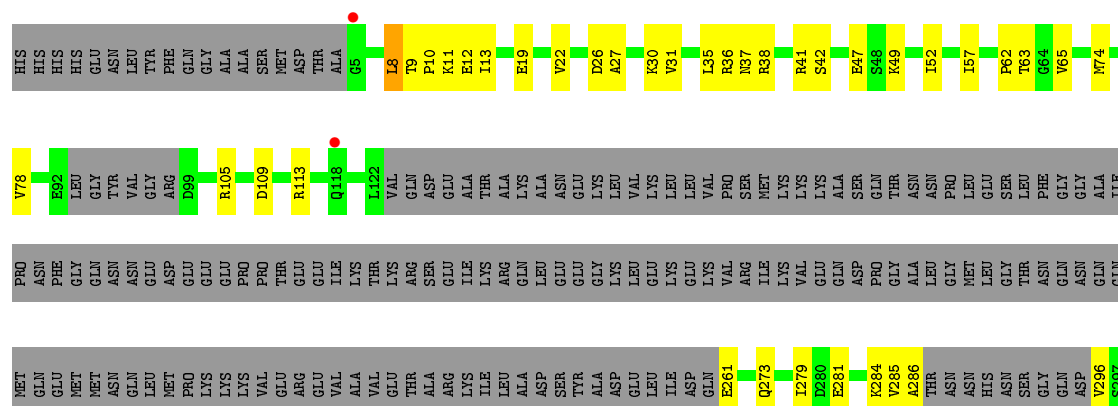 HIS HIS HIS HIS GLU ASN LEU TYR PHE GLN GLY ALA ALA SER MET ASP THR ALA G5 L8 T9 P10 K11 E12 I13 E19 V22 D26 A27 K30 V31 L35 R36 N37 R38 R41 S42 E47 S48 K49 I52 I57 P62 T63 G64 V65 M74
V78 E92 LEU GLY TYR VAL GLY ARG D99 R105 D109 R113 Q118 L122 VAL GLN ASP GLU ALA THR ALA LYS ALA ASN GLU LYS LEU VAL LYS LEU LEU VAL PRO SER MET LYS LYS LYS ALA SER GLN THR ASN ASN PRO LEU GLU SER LEU PHE GLY GLY ALA ILE
PRO ASN PHE GLY GLN ASN ASN GLU ASP GLU GLU GLU PRO PRO THR GLU GLU ILE LYS THR LYS ARG SER GLU ILE LYS ARG GLN LEU GLU GLU GLY LYS LEU GLU LYS GLU LYS VAL ARG ILE LYS VAL GLU GLN ASP PRO GLY ALA LEU GLY MET LEU GLY THR ASN GLN ASN GLN GLN
MET GLN GLU MET MET ASN GLN LEU MET PRO LYS LYS LYS VAL GLU ARG GLU VAL ALA VAL GLU THR ALA ARG LYS ILE LEU ALA ASP SER TYR ALA ASP GLU LEU ILE ASP GLN E261 Q273 I279 D280 E281 K284 V285 A286 THR ASN ASN HIS ASN SER GLY GLN ASP V296